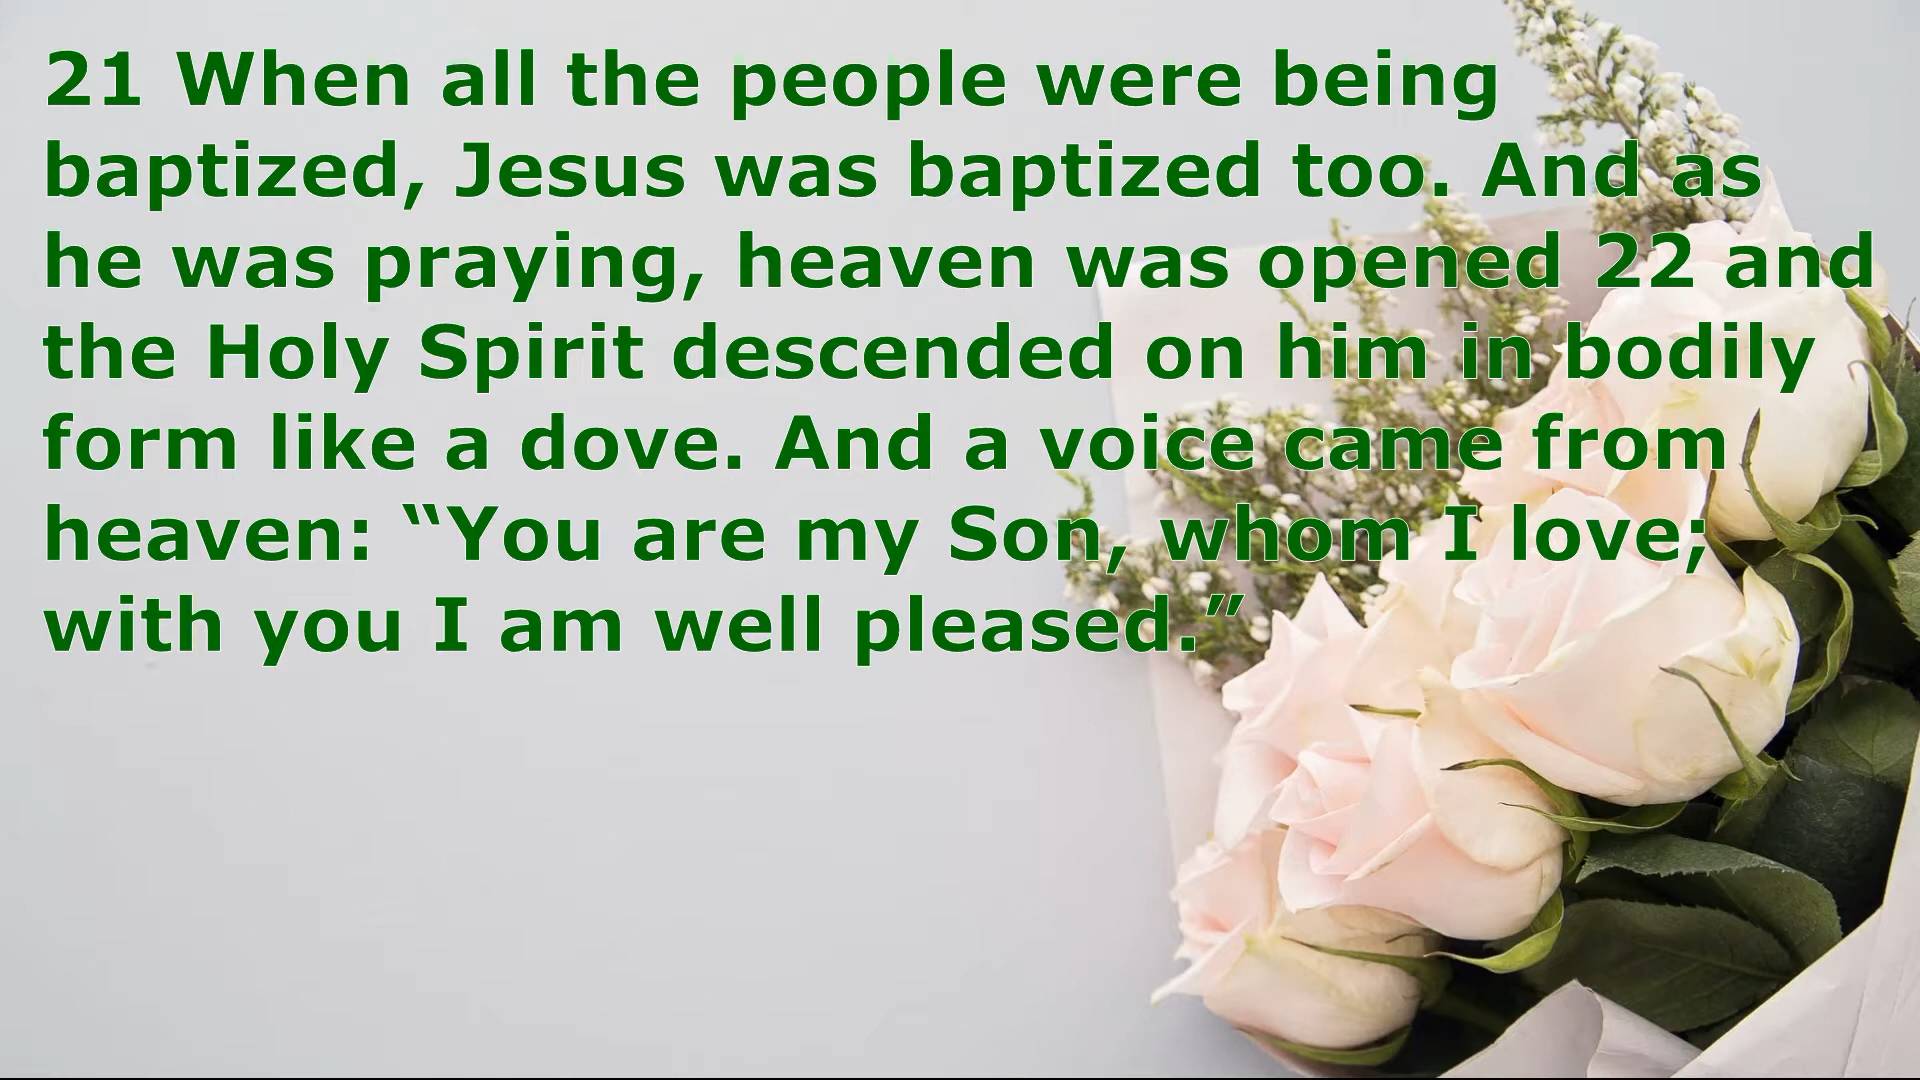 21 When all the people were being
baptized, Jesus was baptized too. And as
he was praying, heaven was opened 22 and
the Holy Spirit descended on him in bodily
form like a dove. And a voice came from
heaven: “You are my Son, whom I love;
with you I am well pleased.”